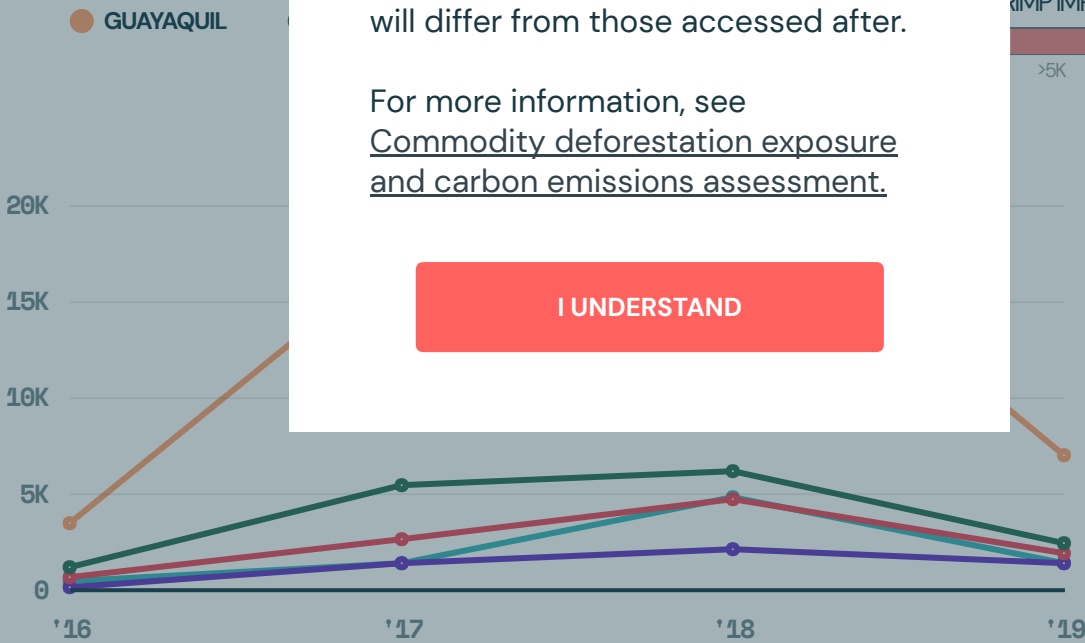 GUAYAQUIL
will differ from those accessed after.
>5K
For more information, see
Commodity deforestation exposure
and carbon emissions assessment.
20K
15K
I UNDERSTAND
10K
5K
0
'16 '17 '18 '19